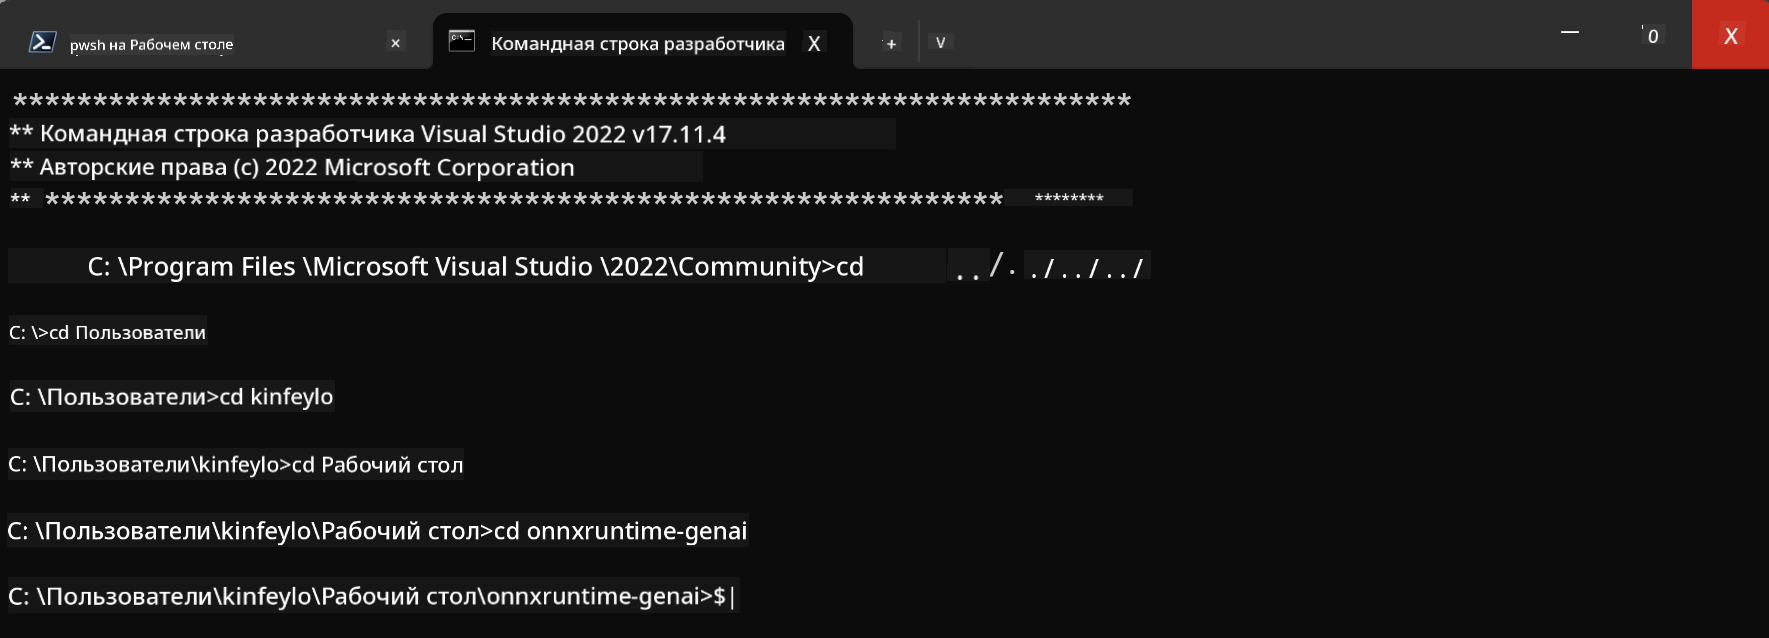 pwsh на Рабочем столе × Командная строка разработчика X + v — 0 X
**********************************************************************
** Командная строка разработчика Visual Studio 2022 v17.11.4
** Авторские права (c) 2022 Microsoft Corporation
** ************************************************************ ********
C: \Program Files \Microsoft Visual Studio \2022\Community>cd . . /. . / . . / . . /
C: \>cd Пользователи
C: \Пользователи>cd kinfeylo
C: \Пользователи\kinfeylo>cd Рабочий стол
C: \Пользователи\kinfeylo\Рабочий стол>cd onnxruntime-genai
C: \Пользователи\kinfeylo\Рабочий стол\onnxruntime-genai>$|